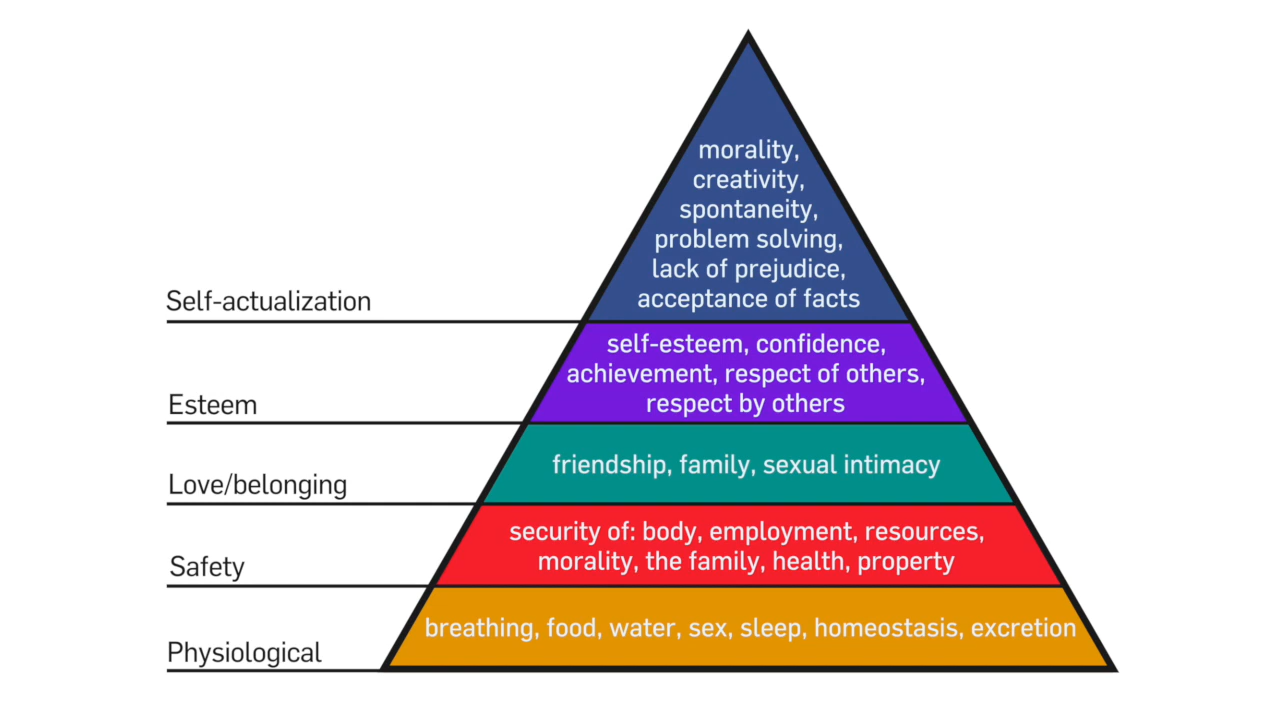 morality,
creativity,
spontaneity,
problem solving,
lack of prejudice,
acceptance of facts
Self-actualization
self-esteem, confidence,
achievement, respect of others,
respect by others
Esteem
friendship, family, sexual intimacy
Love/belonging
security of: body, employment, resources,
morality, the family, health, property
Safety
breathing, food, water, sex, sleep, homeostasis, excretion
Physiological